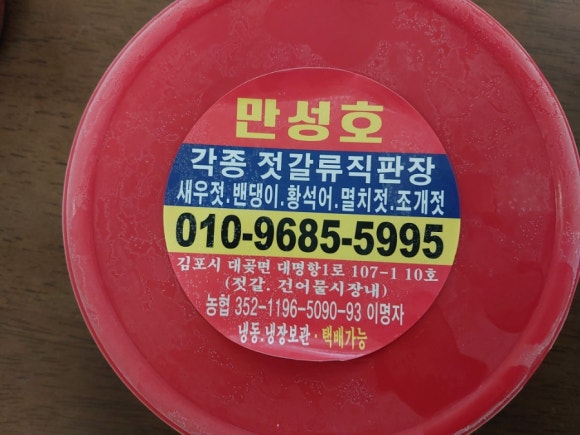 만성호
각종 젓갈류직판장
새우젓.밴댕이.황석어.멸치젓.조개젓
010-9685-5995
김포시 대곶면 대명항1로 107-1 10호
(젓갈. 건어물시장내)
농협 352-1196-5090-93 이명자
냉동.냉장보관·택배가능